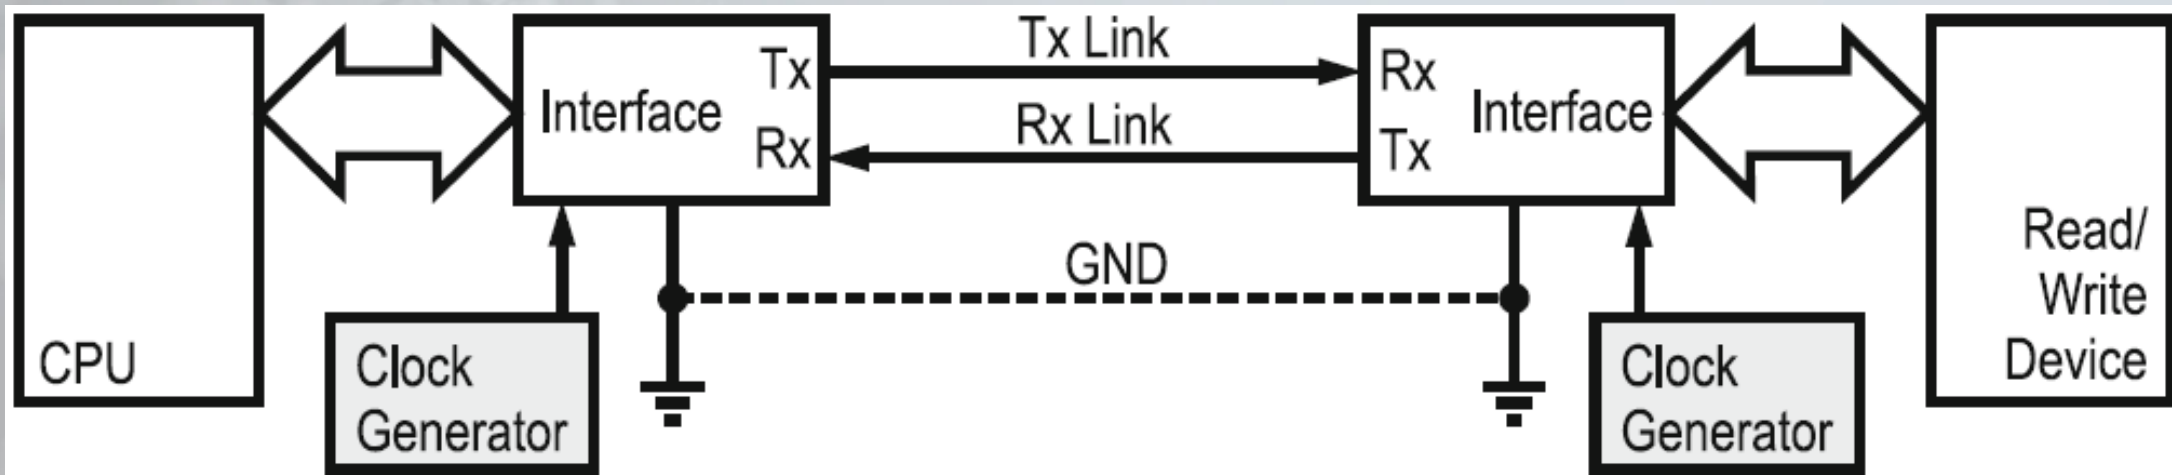 CPU
Interface
Tx
Rx
Clock
Generator
Tx Link
Rx Link
GND
Rx
Tx
Interface
Clock
Generator
Read/
Write
Device